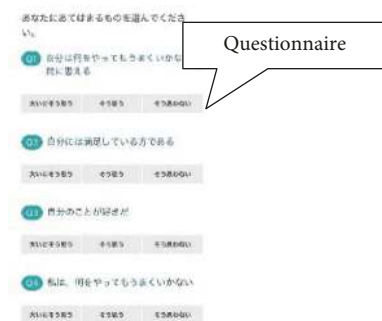 あなたにあてはまるものを選んでくださ
い。
Questionnaire
Q1 自分は何をやってもうまくいかな
に思える
大いにそう思う そう思う そう思わない
Q2 自分には満足している方である
大いにそう思う そう思う そう思わない
Q3 自分のことが好きだ
大いにそう思う そう思う そう思わない
Q4 私は、何をやってもうまくいかない
大いにそう思う そう思う そう思わない